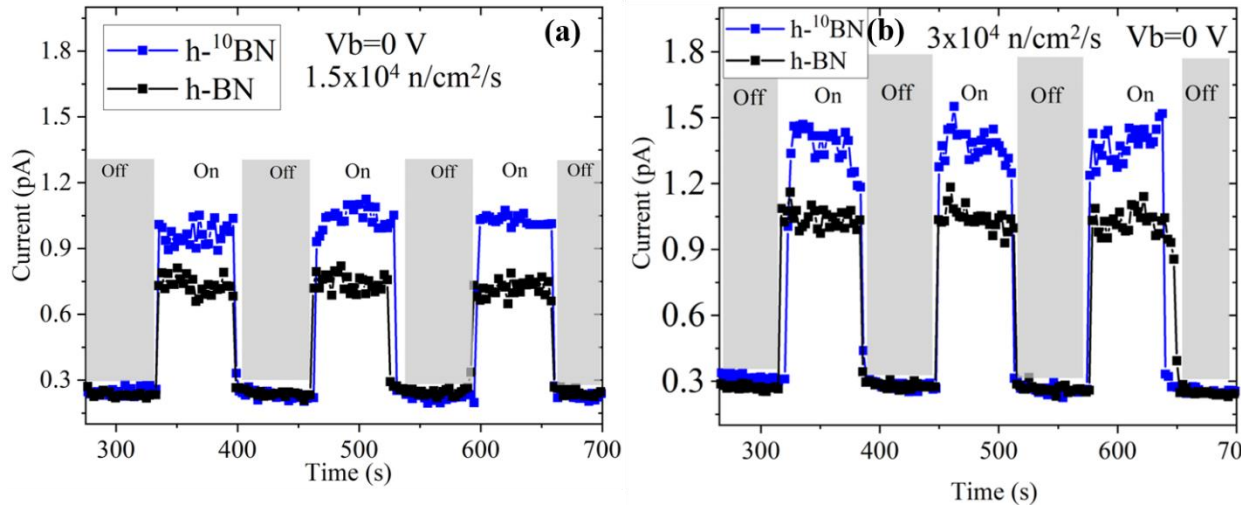 (a)
h-¹⁰BN
h-BN
Vb=0 V
1.5x10⁴ n/cm²/s
Off
On
Off
On
Off
On
Off
1.8
1.5
1.2
0.9
0.6
0.3
Current (pA)
300
400
500
600
700
Time (s)
(b)
h-¹⁰BN
h-BN
3x10⁴ n/cm²/s
Vb=0 V
Off
On
Off
On
Off
On
Off
1.8
1.5
1.2
0.9
0.6
0.3
Current (pA)
300
400
500
600
70
Time (s)